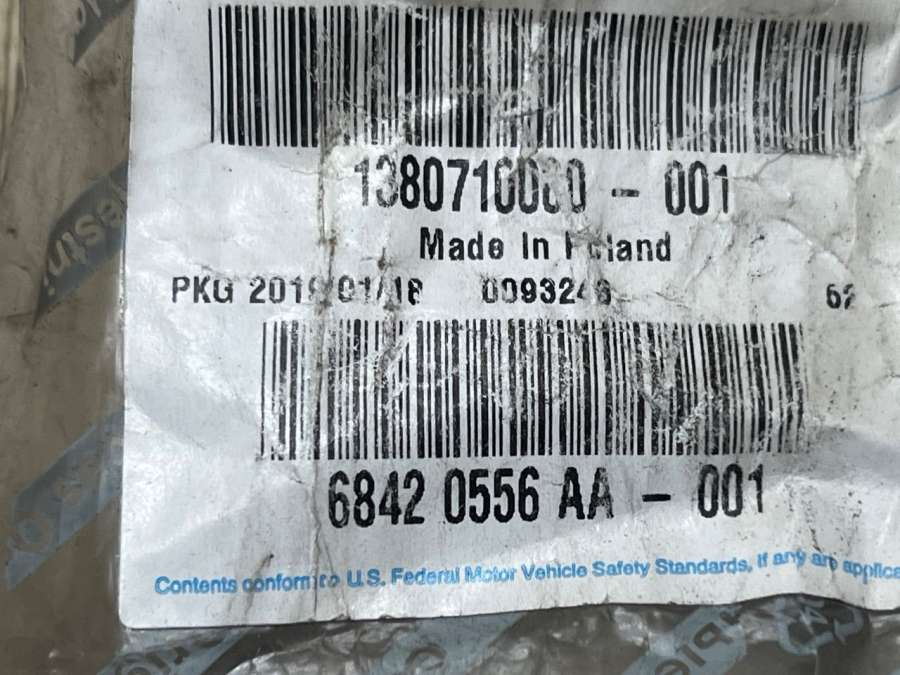 1380710080 - 001
Made In Poland
PKG 2019/01/18 0093246 62
6842 0556 AA - 001
Contents conform to U.S. Federal Motor Vehicle Safety Standards, if any are